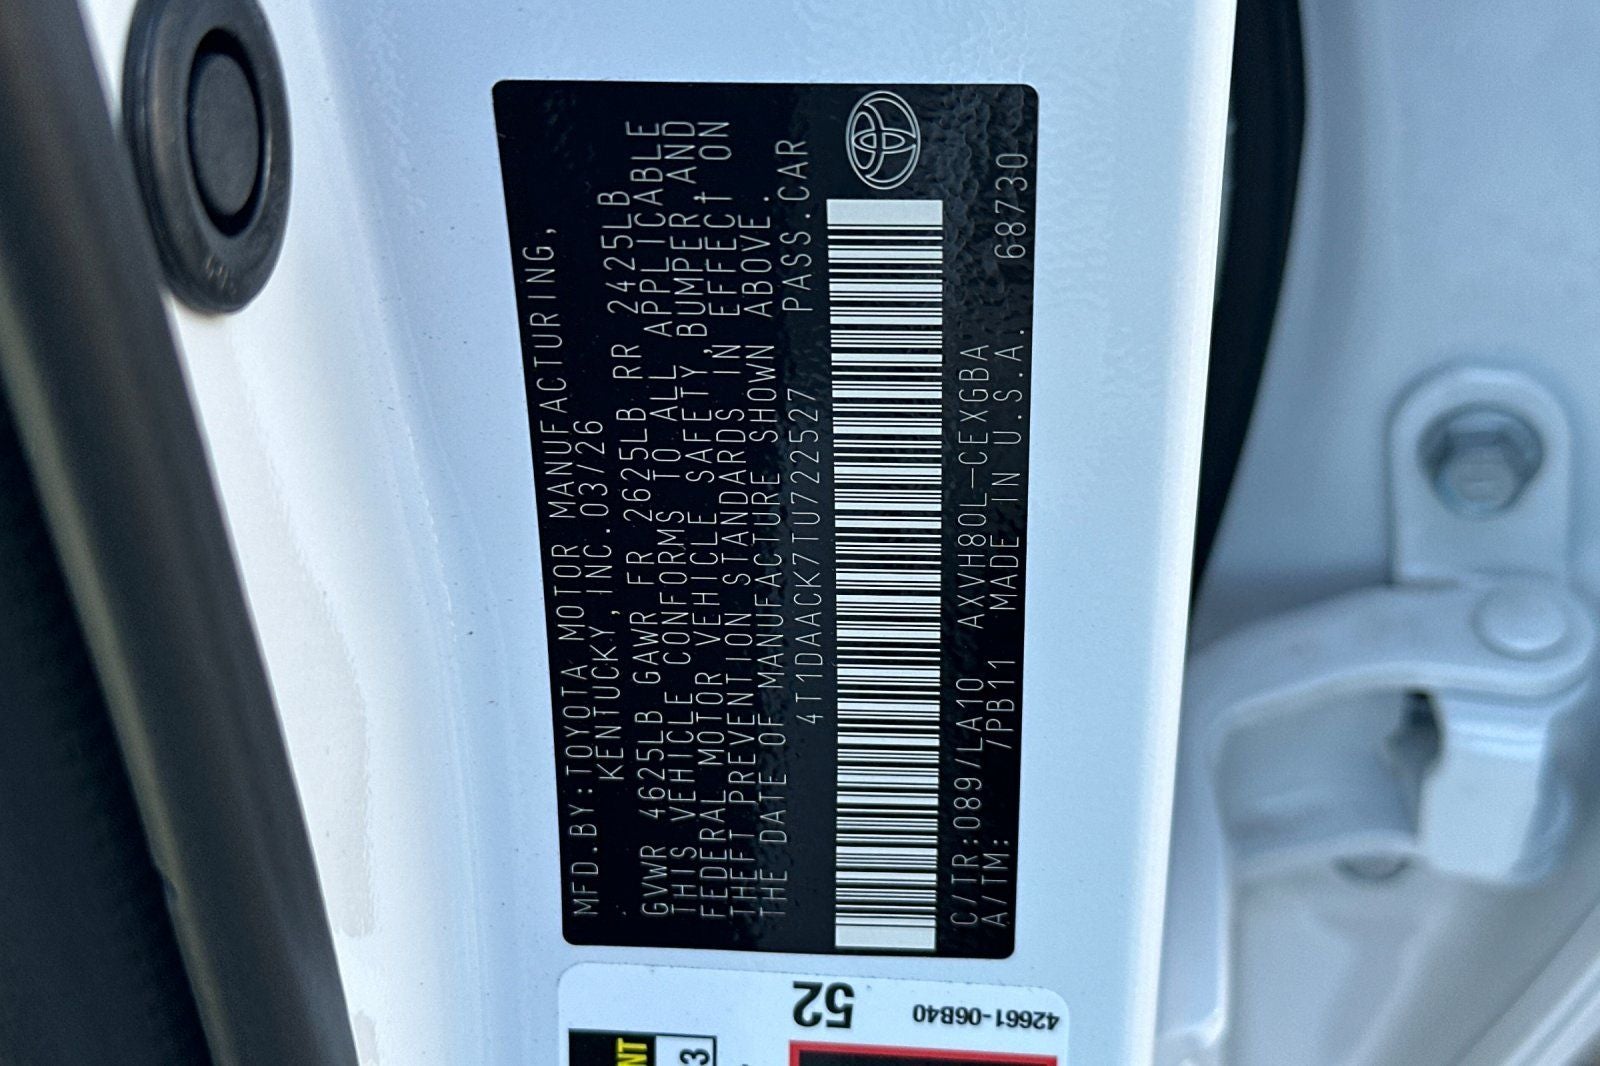 MFD.BY:TOYOTA MOTOR MANUFACTURING,
KENTUCKY, INC.03/26
GVWR 4625LB GAWR FR 2625LB RR 2425LB
THIS VEHICLE CONFORMS TO ALL APPLICABLE
FEDERAL MOTOR VEHICLE SAFETY, BUMPER, AND
THEFT PREVENTION STANDARDS IN EFFECT ON
THE DATE OF MANUFACTURE SHOWN ABOVE.
4T1DAACK7TU722527 PASS.CAR
C/TR:089/LA10 AXVH80L-CEXGBA
A/TM: /PB11 MADE IN U.S.A. 68730
52
42661-06B40
3